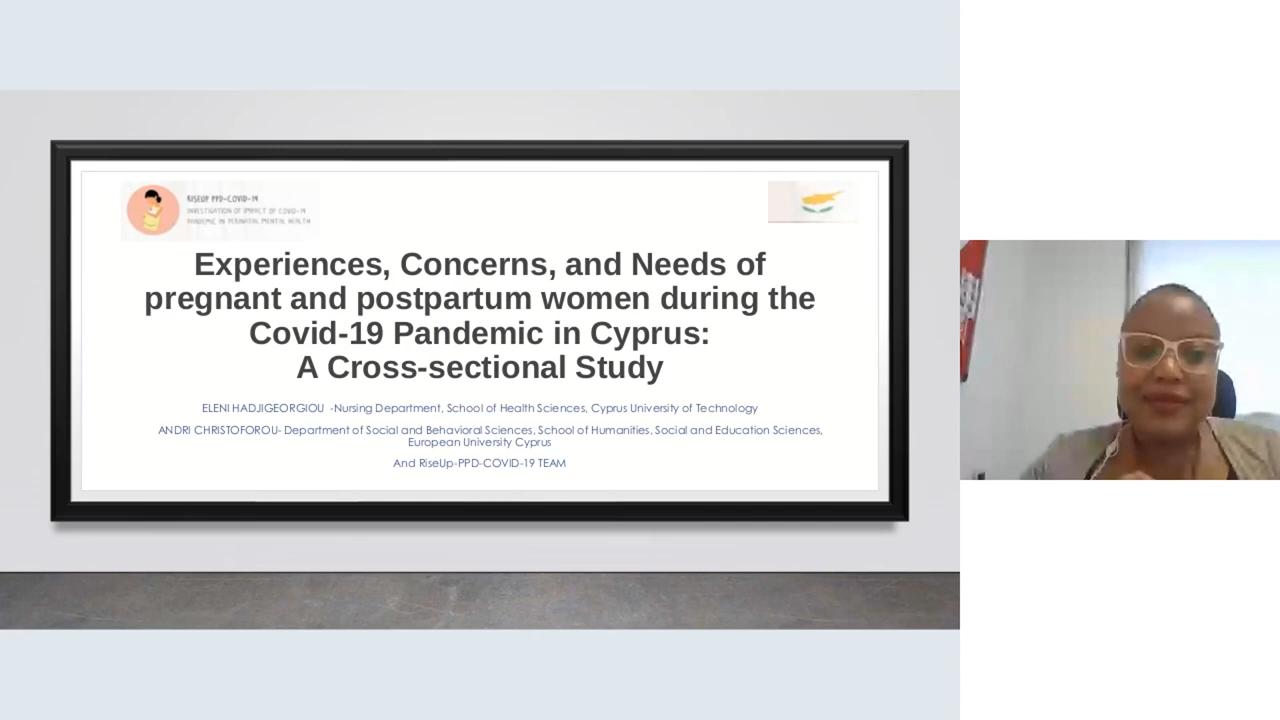 RISEUP PPD-COVID-19
INVESTIGATION OF IMPACT OF COVID-19
PANDEMIC IN PERINATAL MENTAL HEALTH
Experiences, Concerns, and Needs of
pregnant and postpartum women during the
Covid-19 Pandemic in Cyprus:
A Cross-sectional Study
ELENI HADJIGEORGIOU -Nursing Department, School of Health Sciences, Cyprus University of Technology
ANDRI CHRISTOFOROU- Department of Social and Behavioral Sciences, School of Humanities, Social and Education Sciences,
European University Cyprus
And RiseUp-PPD-COVID-19 TEAM